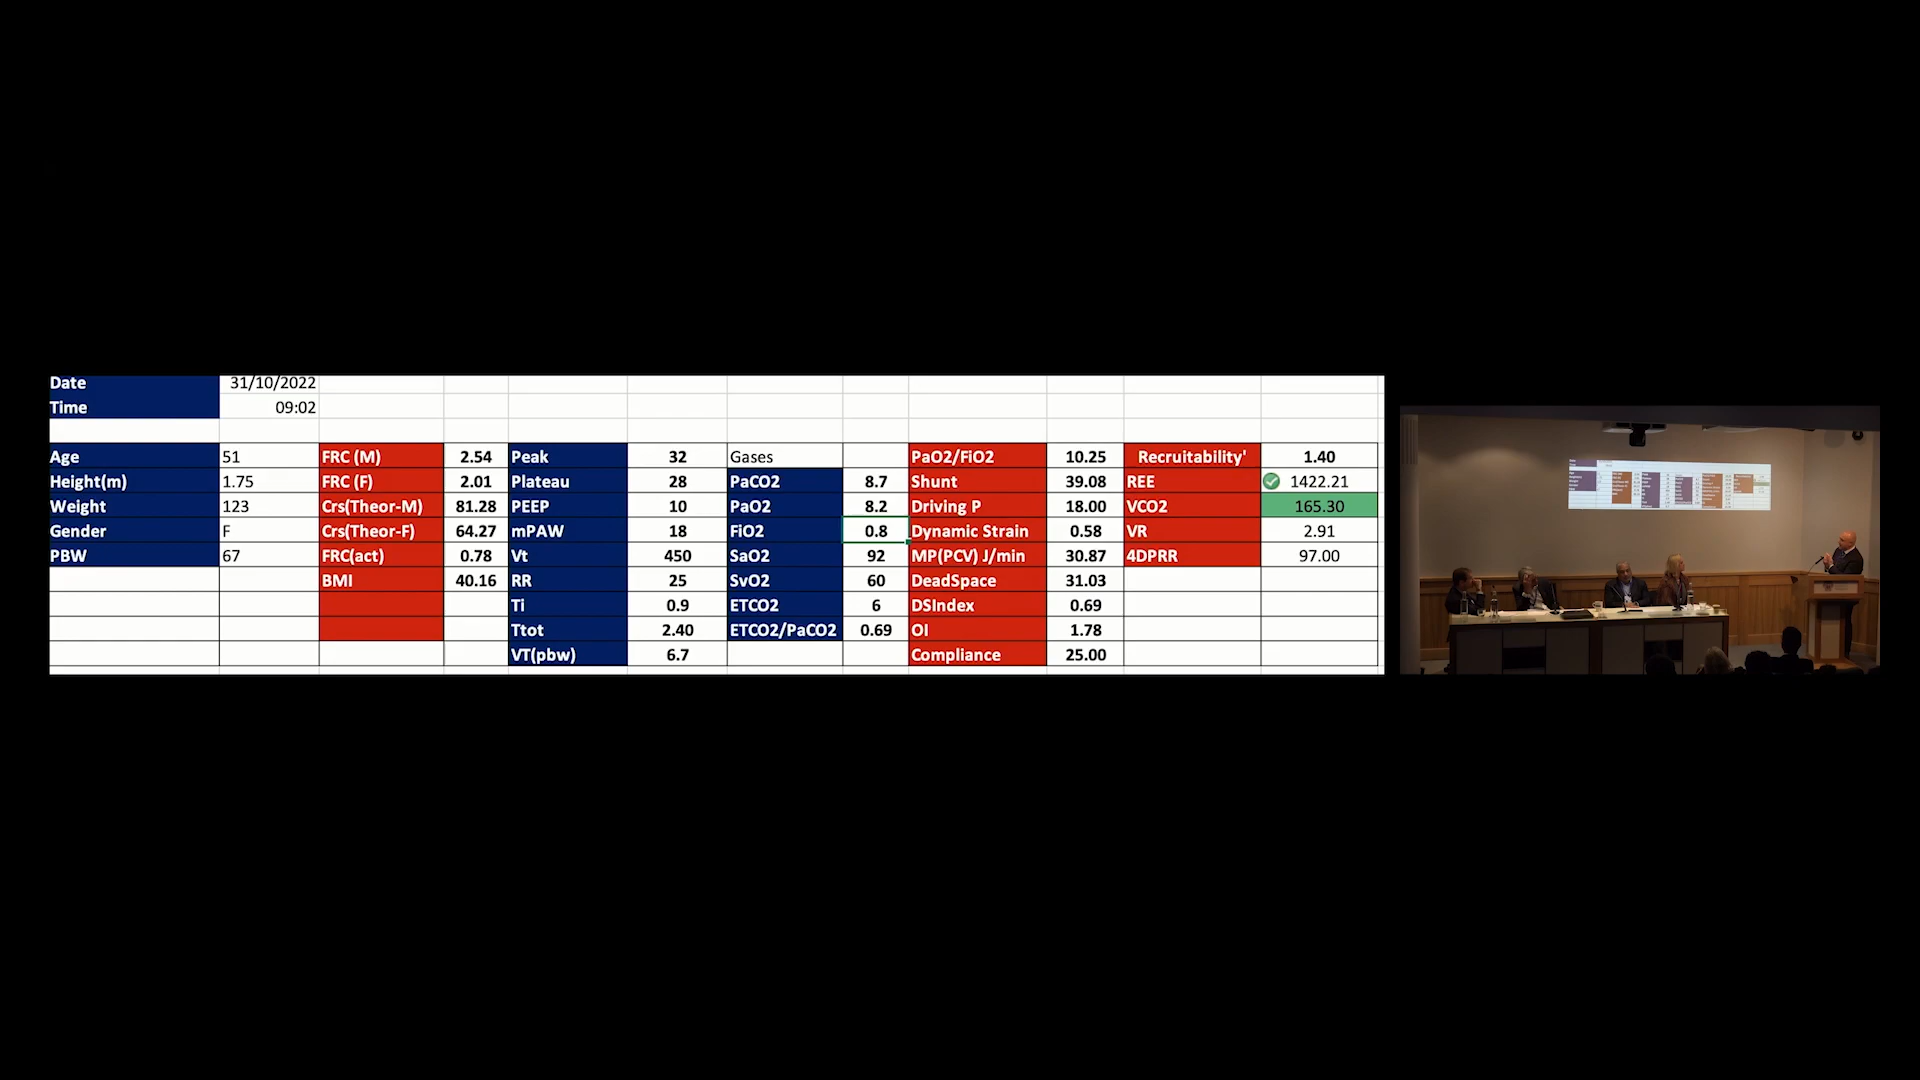 Date 31/10/2022
Time 09:02
Age 51 FRC (M) 2.54 Peak 32 Gases PaO2/FiO2 10.25 Recruitability' 1.40
Height(m) 1.75 FRC (F) 2.01 Plateau 28 PaCO2 8.7 Shunt 39.08 REE 1422.21
Weight 123 Crs(Theor-M) 81.28 PEEP 10 PaO2 8.2 Driving P 18.00 VCO2 165.30
Gender F Crs(Theor-F) 64.27 mPAW 18 FiO2 0.8 Dynamic Strain 0.58 VR 2.91
PBW 67 FRC(act) 0.78 Vt 450 SaO2 92 MP(PCV) J/min 30.87 4DPRR 97.00
BMI 40.16 RR 25 SvO2 60 DeadSpace 31.03
Ti 0.9 ETCO2 6 DSIndex 0.69
Ttot 2.40 ETCO2/PaCO2 0.69 OI 1.78
VT(pbw) 6.7 Compliance 25.00